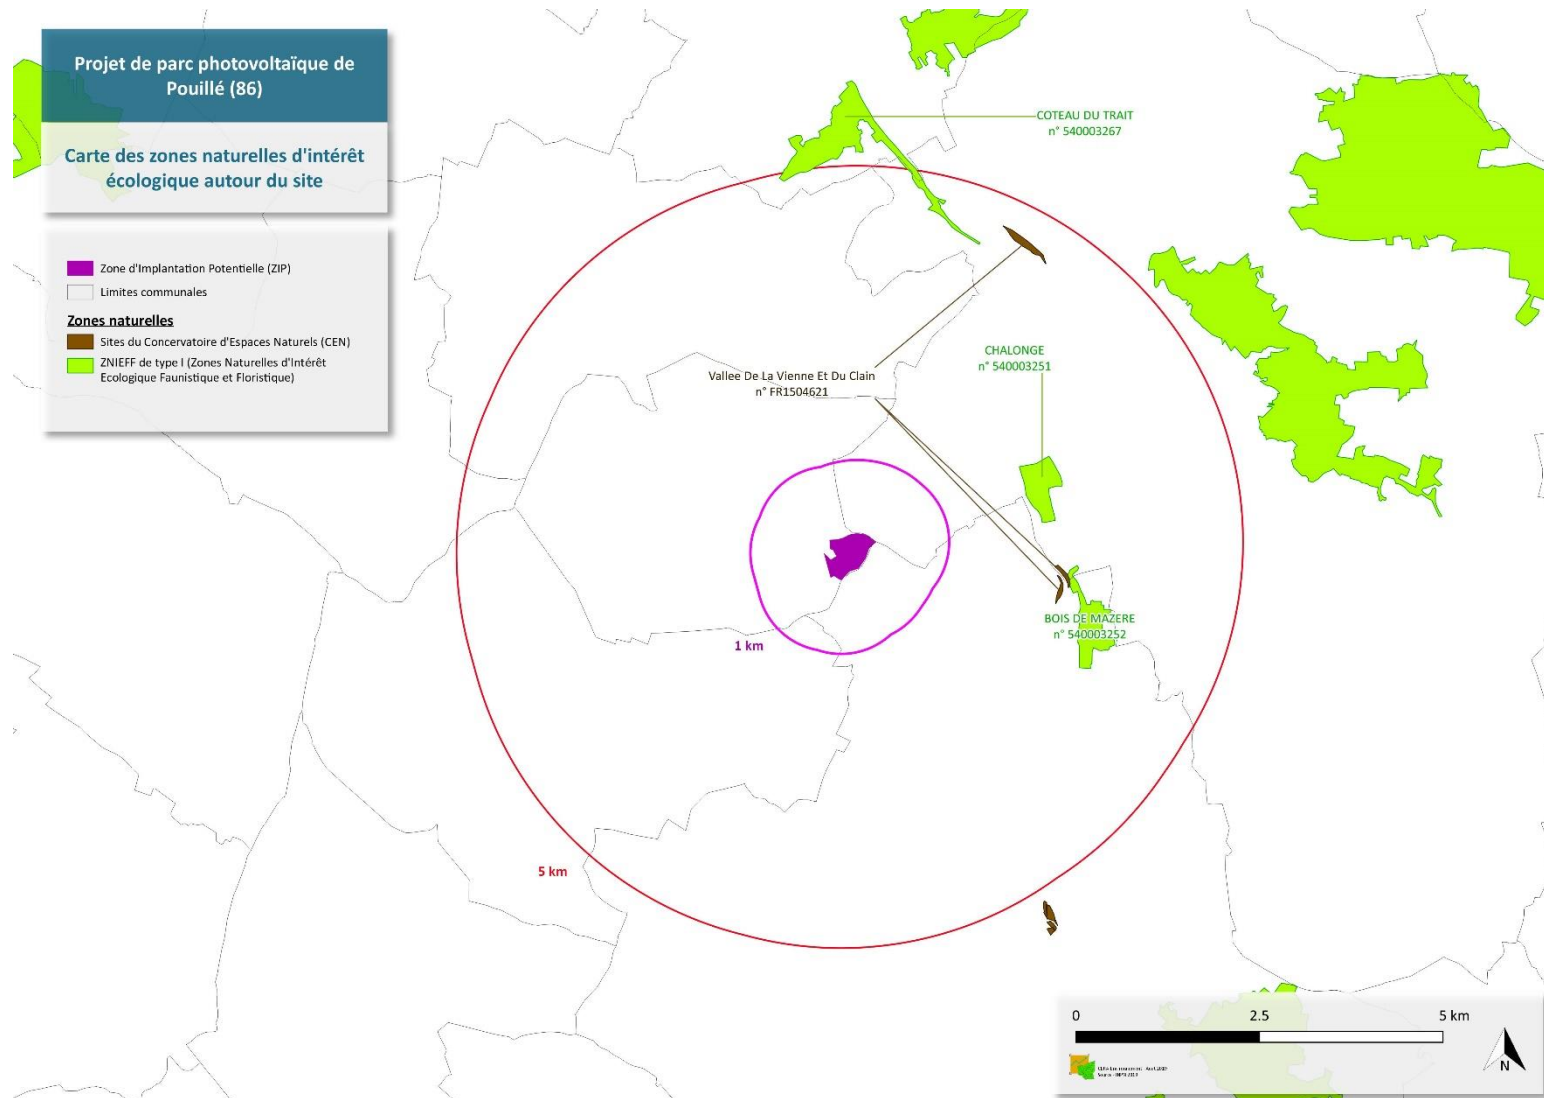 Projet de parc photovoltaïque de
Pouillé (86)
Carte des zones naturelles d'intérêt
écologique autour du site
Zone d'Implantation Potentielle (ZIP)
Limites communales
Zones naturelles
Sites du Concervatoire d'Espaces Naturels (CEN)
ZNIEFF de type I (Zones Naturelles d'Intérêt
Ecologique Faunistique et Floristique)
COTEAU DU TRAIT
n° 540003267
CHALONGE
n° 540003251
Vallee De La Vienne Et Du Clain
n° FR1504621
BOIS DE MAZERE
n° 540003252
1 km
5 km
0 2.5 5 km
N